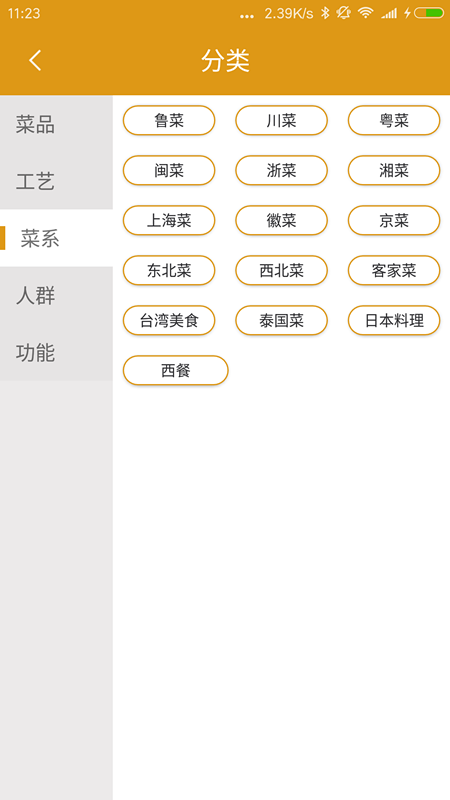 11:23 ... 2.39K/s
分类
菜品
工艺
菜系
人群
功能
鲁菜 川菜 粤菜
闽菜 浙菜 湘菜
上海菜 徽菜 京菜
东北菜 西北菜 客家菜
台湾美食 泰国菜 日本料理
西餐